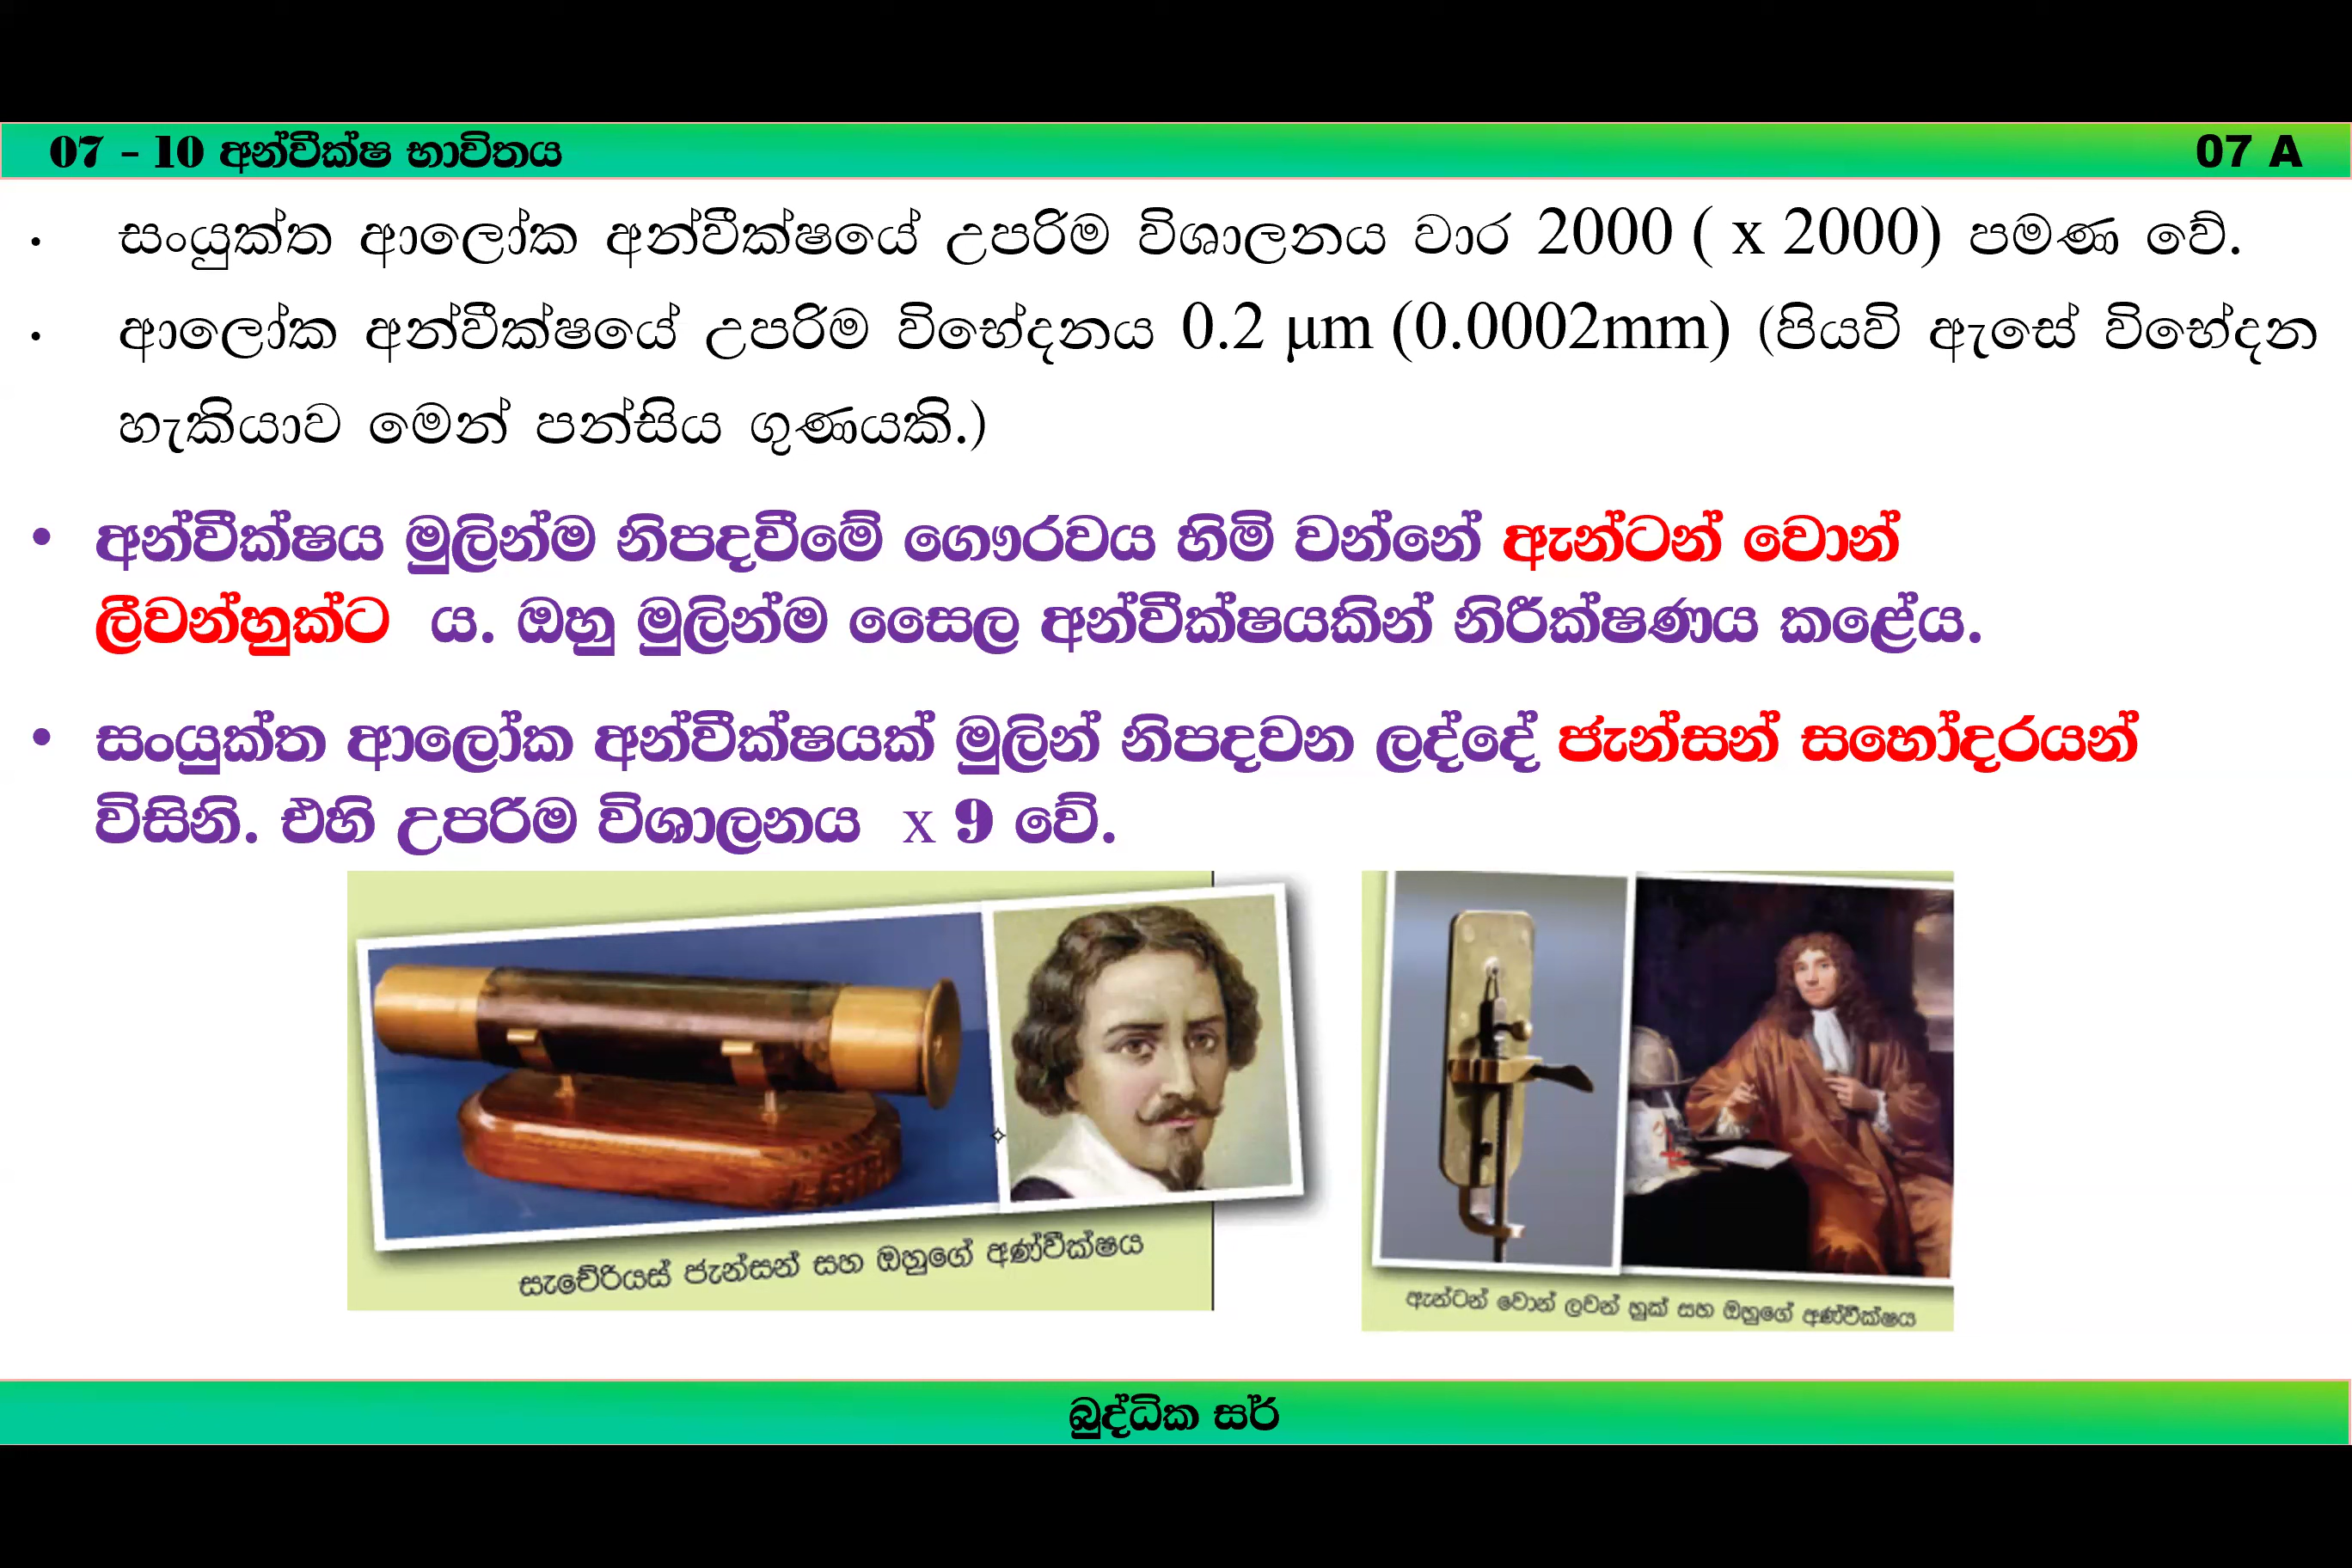 07 - 10 අන්වීක්ෂ භාවිතය
07 A
• සංයුක්ත ආලෝක අන්වීක්ෂයේ උපරිම විශාලනය වාර 2000 ( x 2000) පමණ වේ.
• ආලෝක අන්වීක්ෂයේ උපරිම විභේදනය 0.2 μm (0.0002mm) (පියවි ඇසේ විභේදන
හැකියාව මෙන් පන්සිය ගුණයකි.)
• අන්වීක්ෂය මුලින්ම නිපදවීමේ ගෞරවය හිමි වන්නේ ඇන්ටන් වොන්
ලීවන්හුක්ට ය. ඔහු මුලින්ම සෛල අන්වීක්ෂයකින් නිරීක්ෂණය කළේය.
• සංයුක්ත ආලෝක අන්වීක්ෂයක් මුලින් නිපදවන ලද්දේ ජැන්සන් සහෝදරයන්
විසිනි. එහි උපරිම විශාලනය x 9 වේ.
සැචේරියස් ජැන්සන් සහ ඔහුගේ අණ්වීක්ෂය
ඇන්ටන් වොන් ලවන් හුක් සහ ඔහුගේ අණ්වීක්ෂය
බුද්ධික සර්